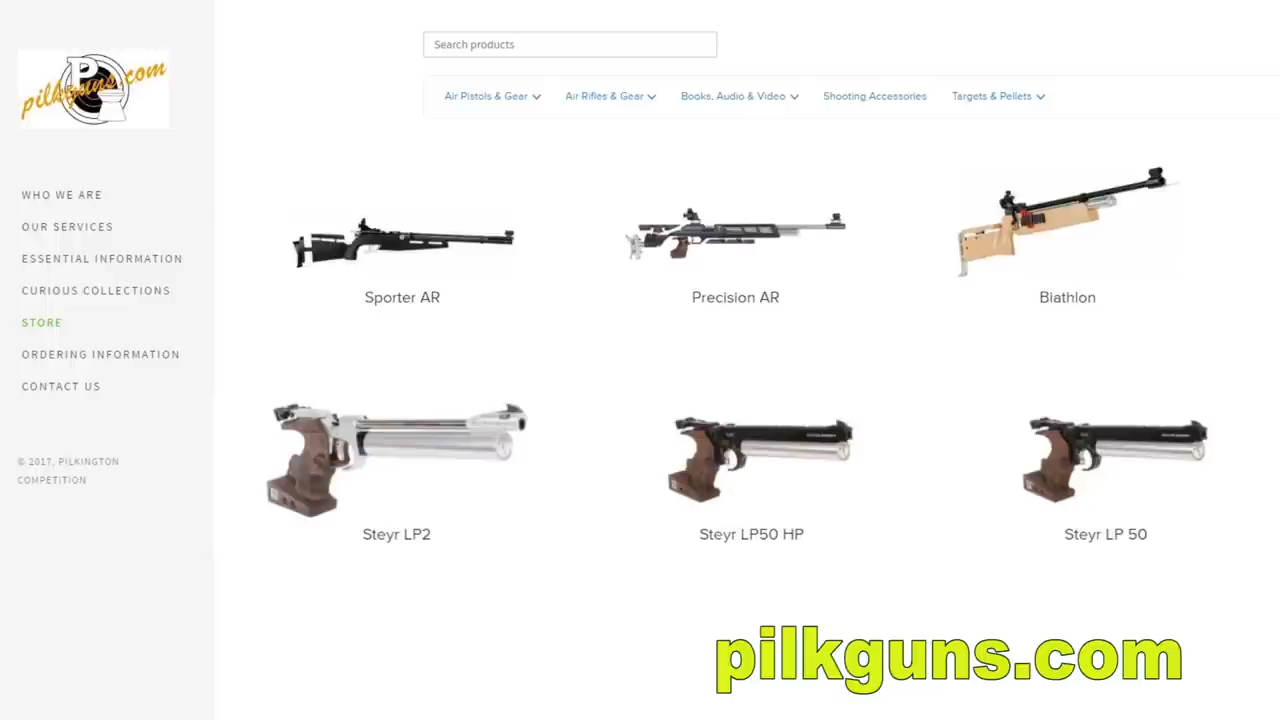 pilkguns.com
P
WHO WE ARE
OUR SERVICES
ESSENTIAL INFORMATION
CURIOUS COLLECTIONS
STORE
ORDERING INFORMATION
CONTACT US
© 2017, PILKINGTON
COMPETITION
Search products
Air Pistols & Gear
Air Rifles & Gear
Books, Audio & Video
Shooting Accessories
Targets & Pellets
Sporter AR
Precision AR
Biathlon
Steyr LP2
Steyr LP50 HP
Steyr LP 50
pilkguns.com